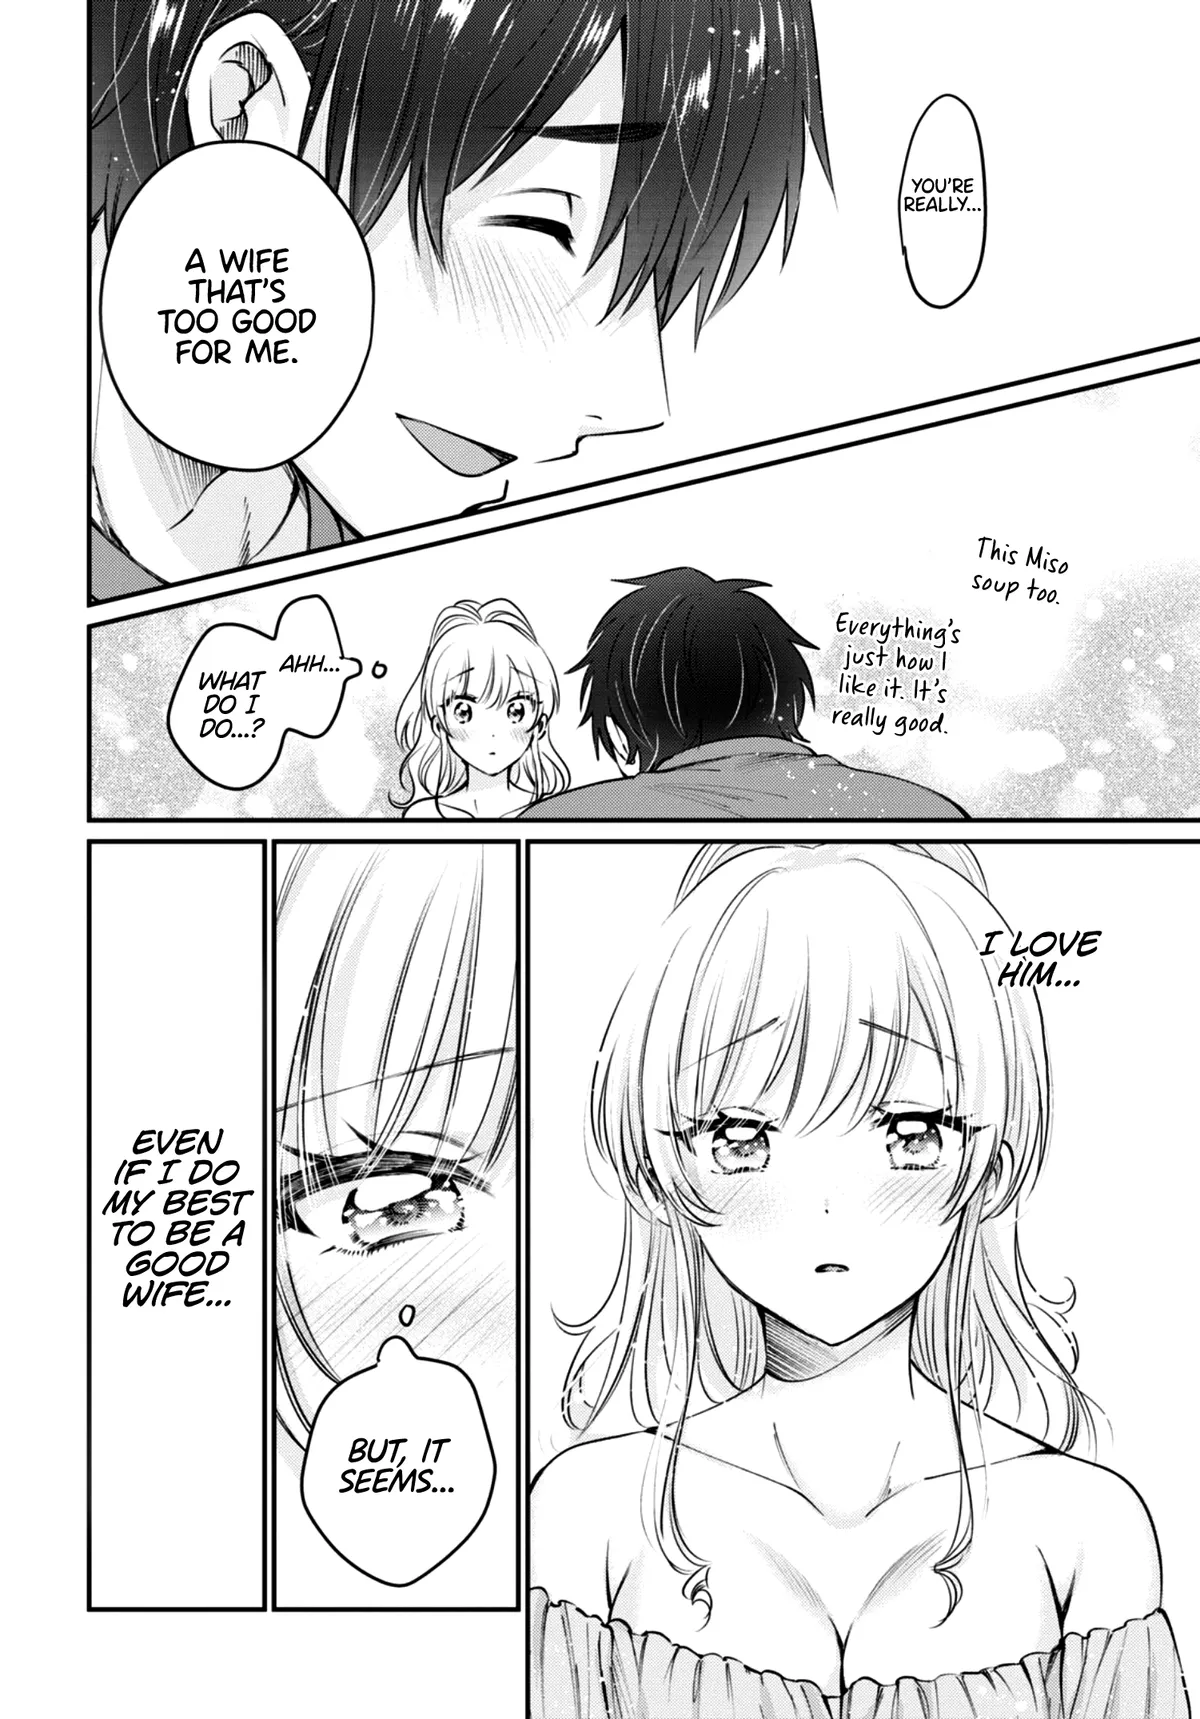 YOU'RE
REALLY...
A WIFE
THAT'S
TOO GOOD
FOR ME.
This Miso
soup too.
Everything's
just how I
like it. It's
really good.
AHH...
WHAT
DO I
DO...?
I LOVE
HIM...
BUT, IT
SEEMS...
EVEN
IF I DO
MY BEST
TO BE A
GOOD
WIFE...